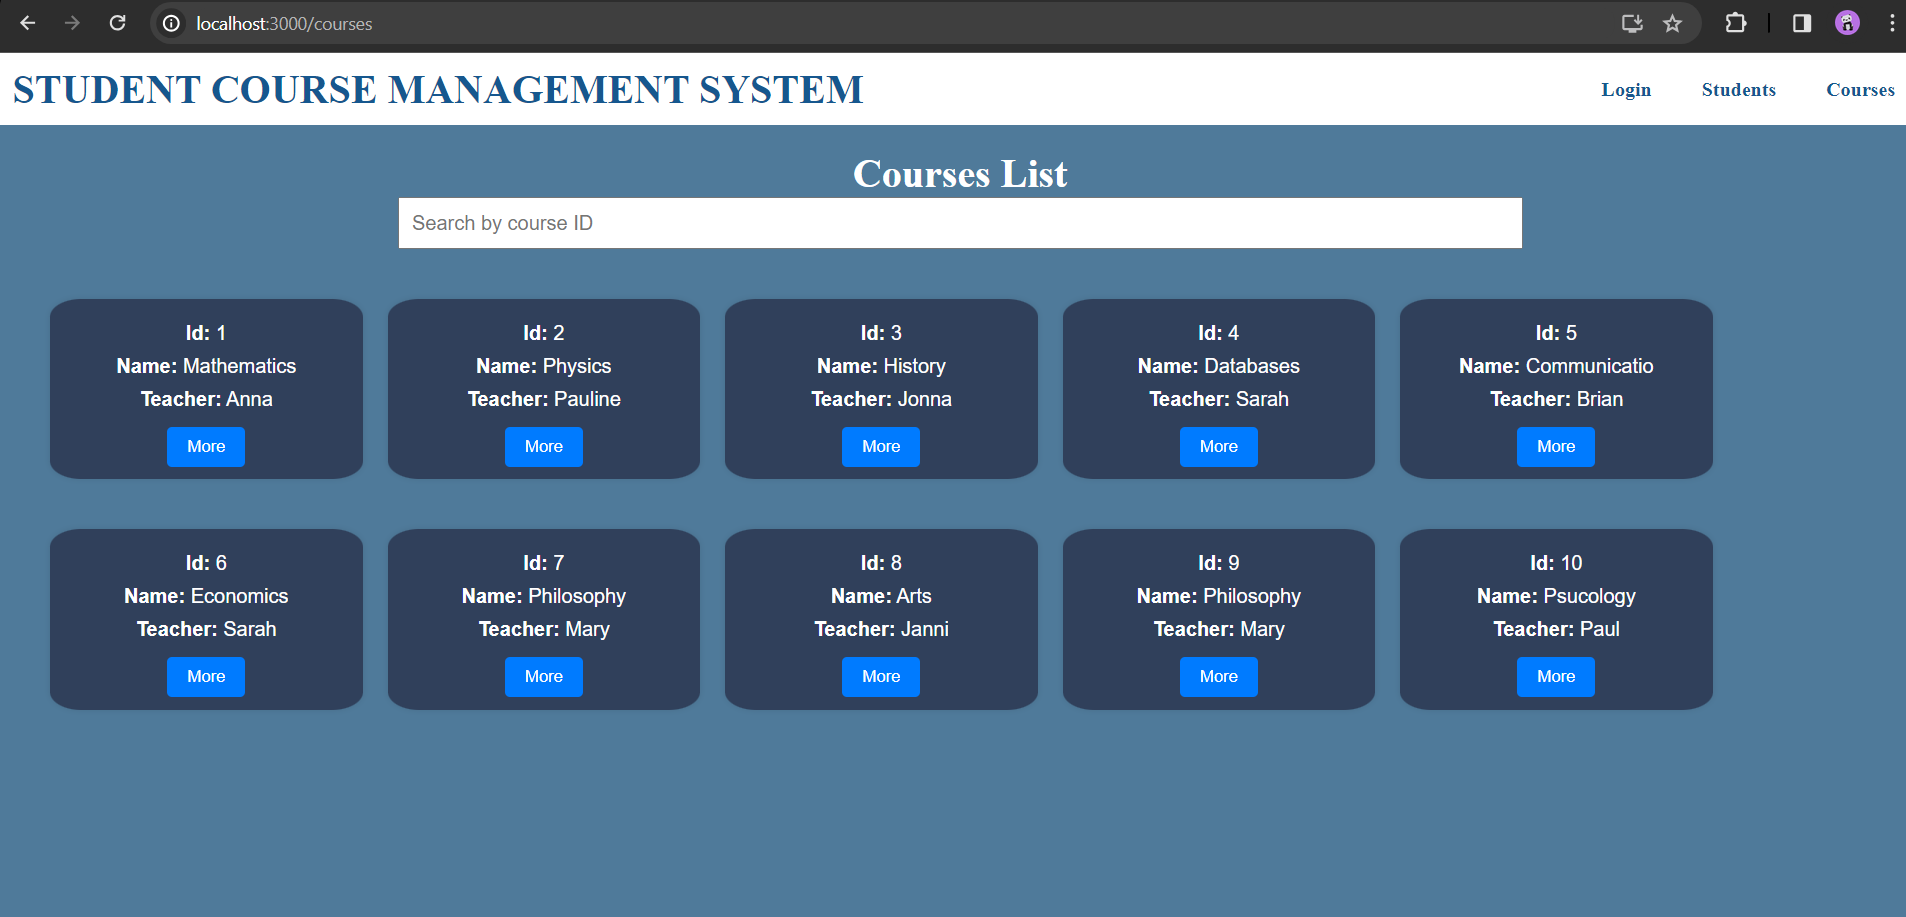 localhost:3000/courses
STUDENT COURSE MANAGEMENT SYSTEM
Login
Students
Courses
Courses List
Search by course ID
Id: 1
Name: Mathematics
Teacher: Anna
More
Id: 2
Name: Physics
Teacher: Pauline
More
Id: 3
Name: History
Teacher: Jonna
More
Id: 4
Name: Databases
Teacher: Sarah
More
Id: 5
Name: Communicatio
Teacher: Brian
More
Id: 6
Name: Economics
Teacher: Sarah
More
Id: 7
Name: Philosophy
Teacher: Mary
More
Id: 8
Name: Arts
Teacher: Janni
More
Id: 9
Name: Philosophy
Teacher: Mary
More
Id: 10
Name: Psucology
Teacher: Paul
More